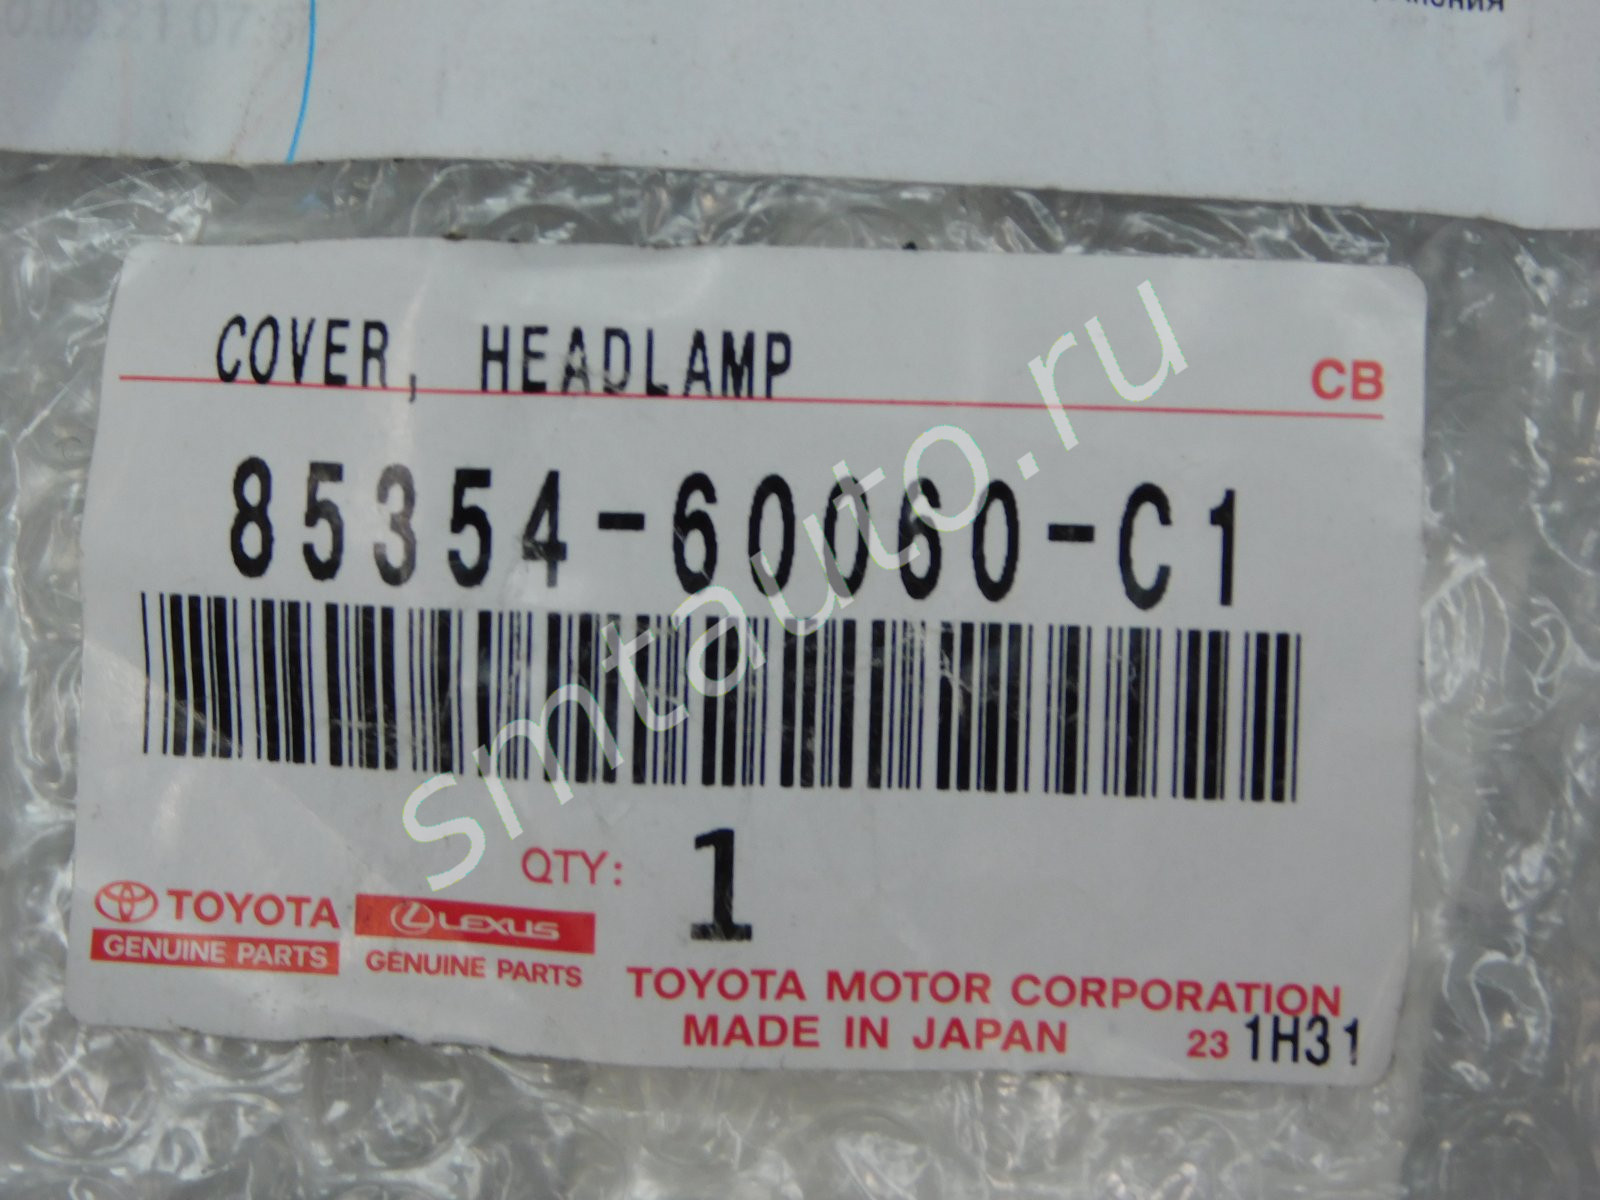 COVER, HEADLAMP
CB
85354-60060-C1
QTY: 1
TOYOTA
GENUINE PARTS
LEXUS
GENUINE PARTS
TOYOTA MOTOR CORPORATION
MADE IN JAPAN
23 1H31
smtauto.ru